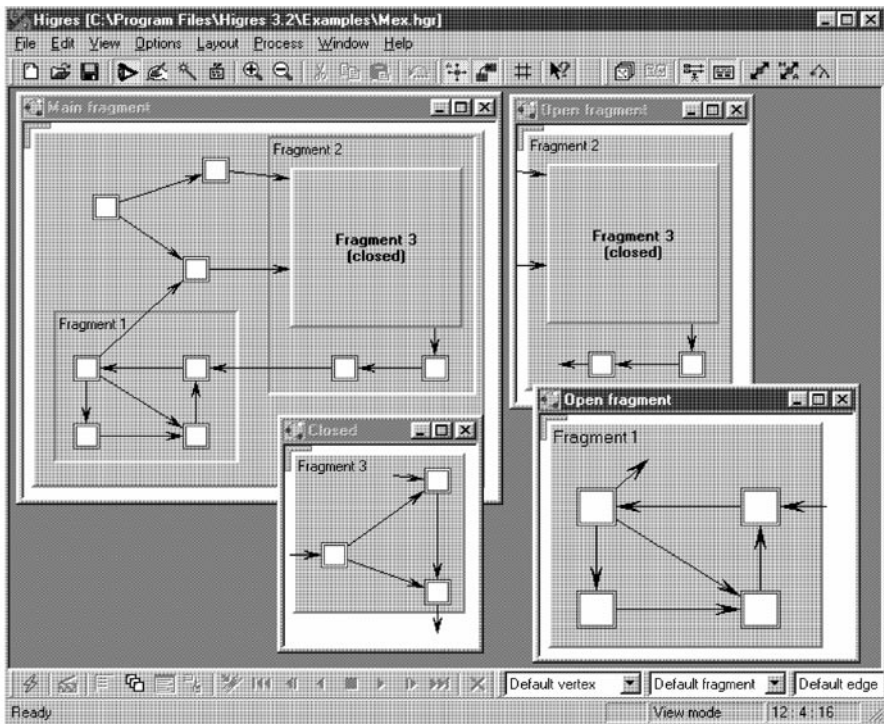 Higres [C:\Program Files\Higres 3.2\Examples\Mex.hgr]
File Edit View Options Layout Process Window Help
Main fragment
Fragment 2
Fragment 3
(closed)
Fragment 1
Open fragment
Fragment 2
Fragment 3
(closed)
Closed
Fragment 3
Open fragment
Fragment 1
Default vertex Default fragment Default edge
Ready View mode 12 : 4 : 16